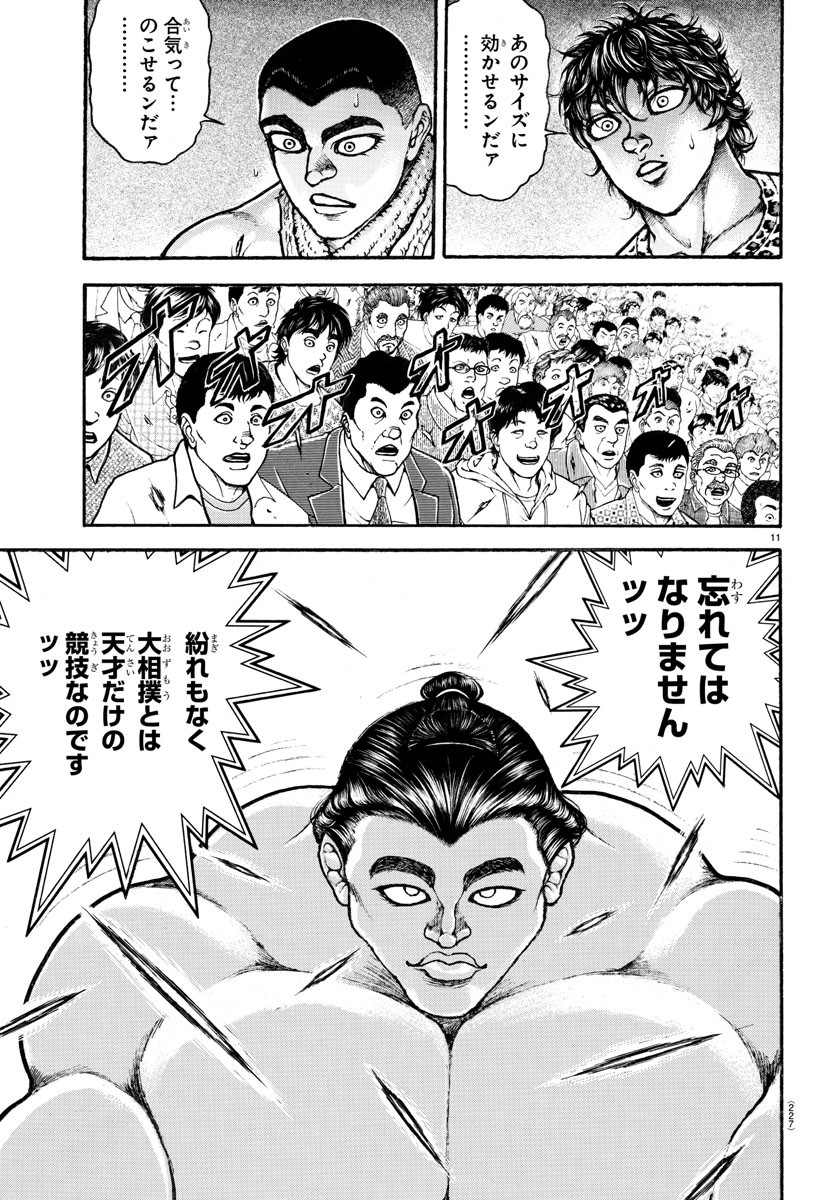 あのサイズに
効かせるンだァ
………
合気って…
のこせるンだァ
………
オオオオオオオオ
11
忘れては
なりません
ッッ
紛れもなく
大相撲とは
天才だけの
競技なのです
ッッ
(227)